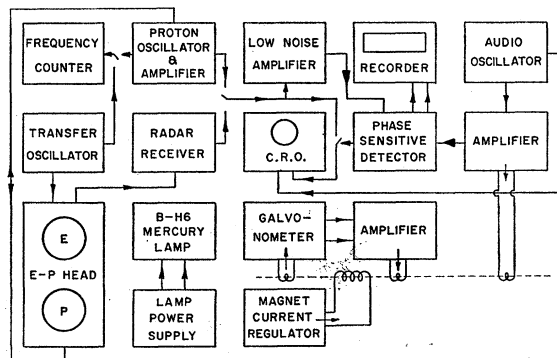 FREQUENCY
COUNTER
PROTON
OSCILLATOR
&
AMPLIFIER
LOW NOISE
AMPLIFIER
RECORDER
AUDIO
OSCILLATOR
TRANSFER
OSCILLATOR
RADAR
RECEIVER
C.R.O.
PHASE
SENSITIVE
DETECTOR
AMPLIFIER
E
E-P HEAD
P
B-H6
MERCURY
LAMP
GALVO-
NOMETER
AMPLIFIER
LAMP
POWER
SUPPLY
MAGNET
CURRENT
REGULATOR